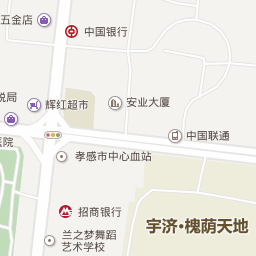 五金店
中国银行
税局
辉红超市
安业大厦
医院
中国联通
孝感市中心血站
招商银行
宇济·槐荫天地
兰之梦舞蹈
艺术学校